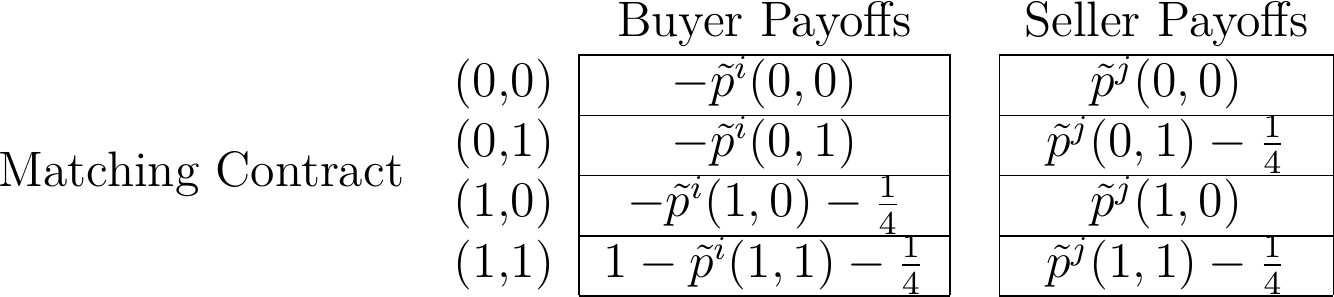 Buyer Payoffs Seller Payoffs
(0,0) −p̃ⁱ(0, 0) p̃ʲ(0, 0)
(0,1) −p̃ⁱ(0, 1) p̃ʲ(0, 1) − 1/4
Matching Contract
(1,0) −p̃ⁱ(1, 0) − 1/4 p̃ʲ(1, 0)
(1,1) 1 − p̃ⁱ(1, 1) − 1/4 p̃ʲ(1, 1) − 1/4